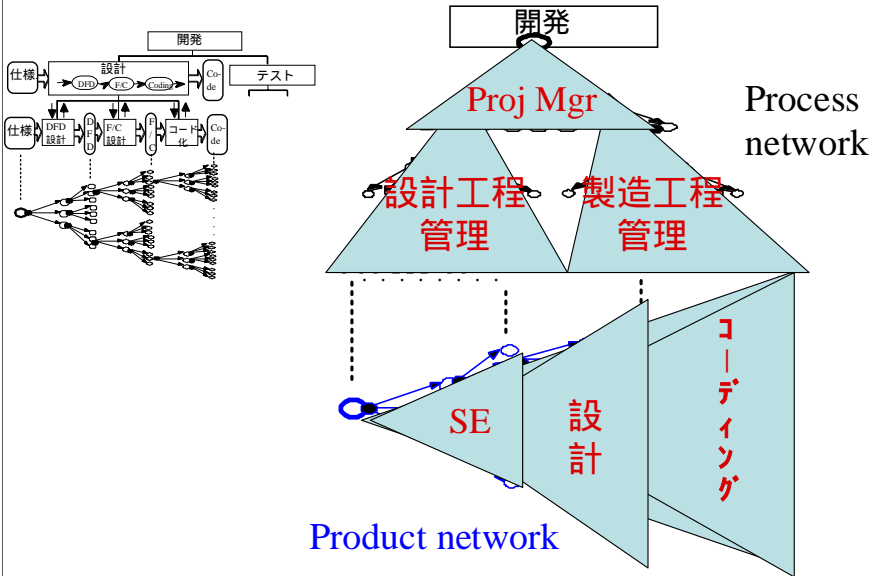 開発
設計
仕様
DFD
F/C
Coding
Co-
de
テスト
仕様
DFD
設計
D
F
D
F/C
設計
F
/
C
コード
化
Co-
de
開発
Proj Mgr
Process
network
設計工程
管理
製造工程
管理
SE
設
計
コ
ー
デ
ィ
ン
グ
Product network